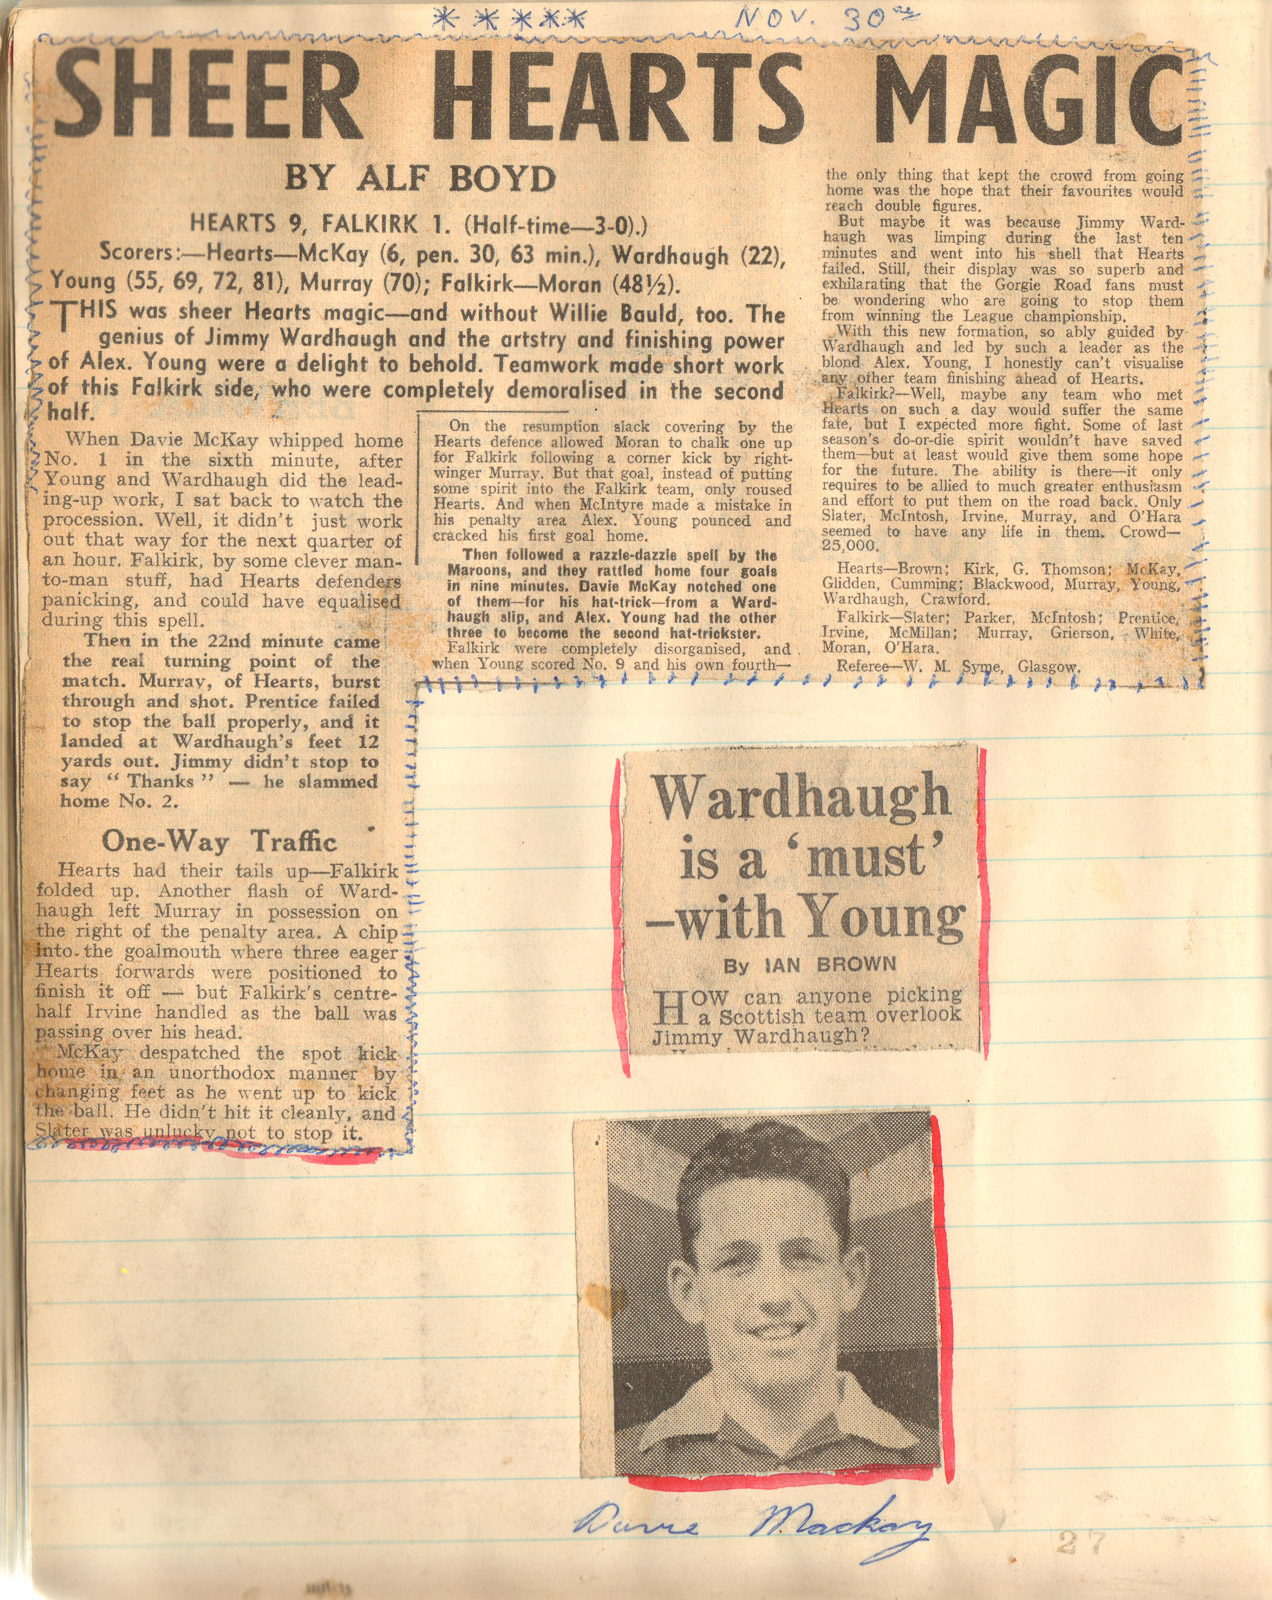 ***** NOV. 30
SHEER HEARTS MAGIC
BY ALF BOYD
HEARTS 9, FALKIRK 1. (Half-time—3-0).)
Scorers:—Hearts—McKay (6, pen. 30, 63 min.), Wardhaugh (22),
Young (55, 69, 72, 81), Murray (70); Falkirk—Moran (48½).
THIS was sheer Hearts magic—and without Willie Bauld, too. The
genius of Jimmy Wardhaugh and the artstry and finishing power
of Alex. Young were a delight to behold. Teamwork made short work
of this Falkirk side, who were completely demoralised in the second
half.
When Davie McKay whipped home
No. 1 in the sixth minute, after
Young and Wardhaugh did the lead-
ing-up work, I sat back to watch the
procession. Well, it didn't just work
out that way for the next quarter of
an hour. Falkirk, by some clever man-
to-man stuff, had Hearts defenders
panicking, and could have equalised
during this spell.
Then in the 22nd minute came
the real turning point of the
match. Murray, of Hearts, burst
through and shot. Prentice failed
to stop the ball properly, and it
landed at Wardhaugh's feet 12
yards out. Jimmy didn't stop to
say "Thanks" — he slammed
home No. 2.
One-Way Traffic
Hearts had their tails up—Falkirk
folded up. Another flash of Ward-
haugh left Murray in possession on
the right of the penalty area. A chip
into the goalmouth where three eager
Hearts forwards were positioned to
finish it off — but Falkirk's centre-
half Irvine handled as the ball was
passing over his head.
McKay despatched the spot kick
home in an unorthodox manner by
changing feet as he went up to kick
the ball. He didn't hit it cleanly, and
Slater was unlucky not to stop it.
On the resumption slack covering by the
Hearts defence allowed Moran to chalk one up
for Falkirk following a corner kick by right-
winger Murray. But that goal, instead of putting
some spirit into the Falkirk team, only roused
Hearts. And when McIntyre made a mistake in
his penalty area Alex. Young pounced and
cracked his first goal home.
Then followed a razzle-dazzle spell by the
Maroons, and they rattled home four goals
in nine minutes. Davie McKay notched one
of them—for his hat-trick—from a Ward-
haugh slip, and Alex. Young had the other
three to become the second hat-trickster.
Falkirk were completely disorganised, and
when Young scored No. 9 and his own fourth—
the only thing that kept the crowd from going
home was the hope that their favourites would
reach double figures.
But maybe it was because Jimmy Ward-
haugh was limping during the last ten
minutes and went into his shell that Hearts
failed. Still, their display was so superb and
exhilarating that the Gorgie Road fans must
be wondering who are going to stop them
from winning the League championship.
With this new formation, so ably guided by
Wardhaugh and led by such a leader as the
blond Alex. Young, I honestly can't visualise
any other team finishing ahead of Hearts.
Falkirk?—Well, maybe any team who met
Hearts on such a day would suffer the same
fate, but I expected more fight. Some of last
season's do-or-die spirit wouldn't have saved
them—but at least would give them some hope
for the future. The ability is there—it only
requires to be allied to much greater enthusiasm
and effort to put them on the road back. Only
Slater, McIntosh, Irvine, Murray, and O'Hara
seemed to have any life in them. Crowd—
25,000.
Hearts—Brown; Kirk, G. Thomson; McKay,
Glidden, Cumming; Blackwood, Murray, Young,
Wardhaugh, Crawford.
Falkirk—Slater; Parker, McIntosh; Prentice,
Irvine, McMillan; Murray, Grierson, White,
Moran, O'Hara.
Referee—W. M. Syme, Glasgow.
Wardhaugh
is a 'must'
—with Young
By IAN BROWN
HOW can anyone picking
a Scottish team overlook
Jimmy Wardhaugh?
Davie Mackay
27